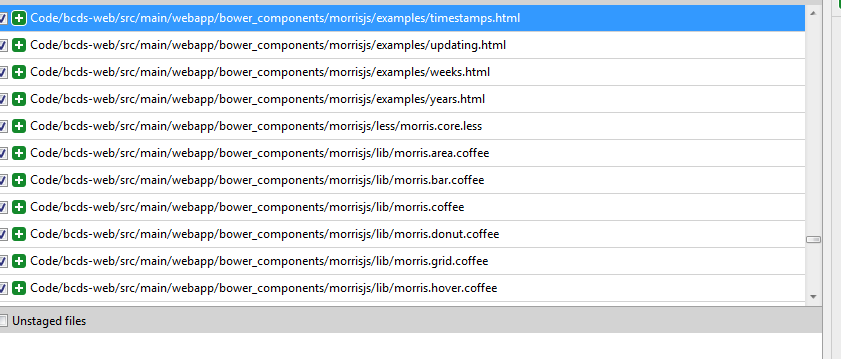 Code/bcds-web/src/main/webapp/bower_components/morrisjs/examples/timestamps.html
Code/bcds-web/src/main/webapp/bower_components/morrisjs/examples/updating.html
Code/bcds-web/src/main/webapp/bower_components/morrisjs/examples/weeks.html
Code/bcds-web/src/main/webapp/bower_components/morrisjs/examples/years.html
Code/bcds-web/src/main/webapp/bower_components/morrisjs/less/morris.core.less
Code/bcds-web/src/main/webapp/bower_components/morrisjs/lib/morris.area.coffee
Code/bcds-web/src/main/webapp/bower_components/morrisjs/lib/morris.bar.coffee
Code/bcds-web/src/main/webapp/bower_components/morrisjs/lib/morris.coffee
Code/bcds-web/src/main/webapp/bower_components/morrisjs/lib/morris.donut.coffee
Code/bcds-web/src/main/webapp/bower_components/morrisjs/lib/morris.grid.coffee
Code/bcds-web/src/main/webapp/bower_components/morrisjs/lib/morris.hover.coffee
Unstaged files